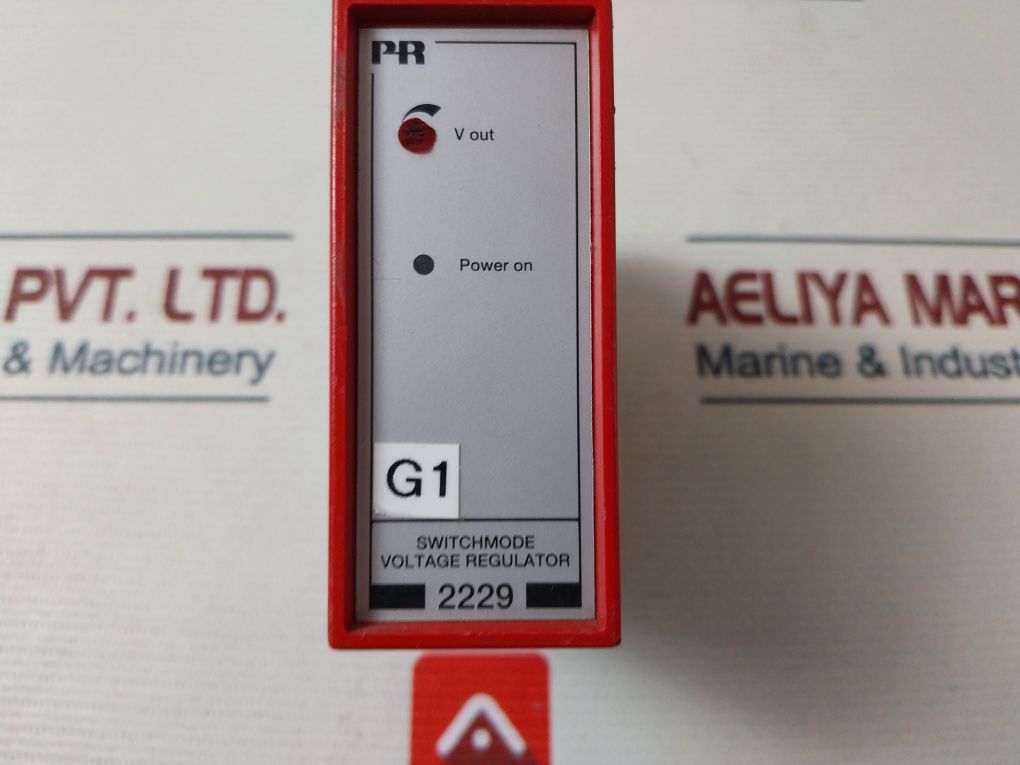 PR
V out
Power on
PVT. LTD.
& Machinery
AELIYA MAR
Marine & Indust
G1
SWITCHMODE
VOLTAGE REGULATOR
2229